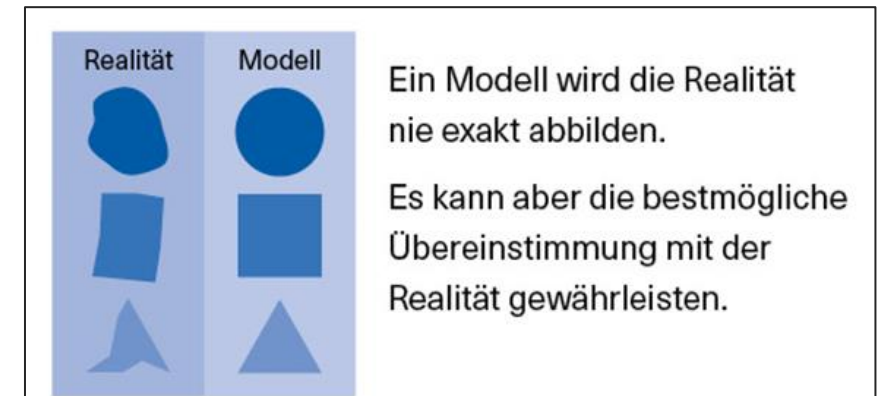 Realität Modell
Ein Modell wird die Realität
nie exakt abbilden.
Es kann aber die bestmögliche
Übereinstimmung mit der
Realität gewährleisten.